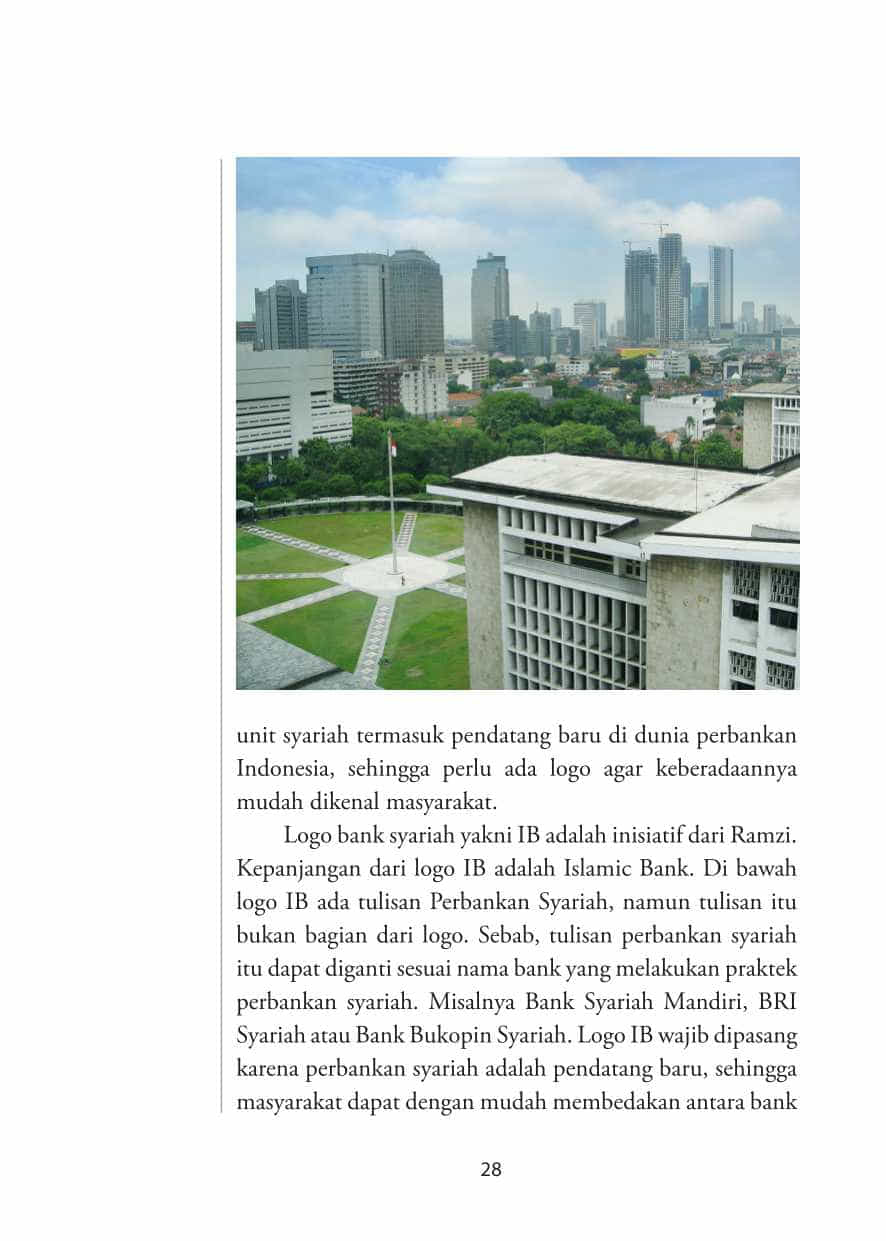 unit syariah termasuk pendatang baru di dunia perbankan
Indonesia, sehingga perlu ada logo agar keberadaannya
mudah dikenal masyarakat.
Logo bank syariah yakni IB adalah inisiatif dari Ramzi.
Kepanjangan dari logo IB adalah Islamic Bank. Di bawah
logo IB ada tulisan Perbankan Syariah, namun tulisan itu
bukan bagian dari logo. Sebab, tulisan perbankan syariah
itu dapat diganti sesuai nama bank yang melakukan praktek
perbankan syariah. Misalnya Bank Syariah Mandiri, BRI
Syariah atau Bank Bukopin Syariah. Logo IB wajib dipasang
karena perbankan syariah adalah pendatang baru, sehingga
masyarakat dapat dengan mudah membedakan antara bank
28